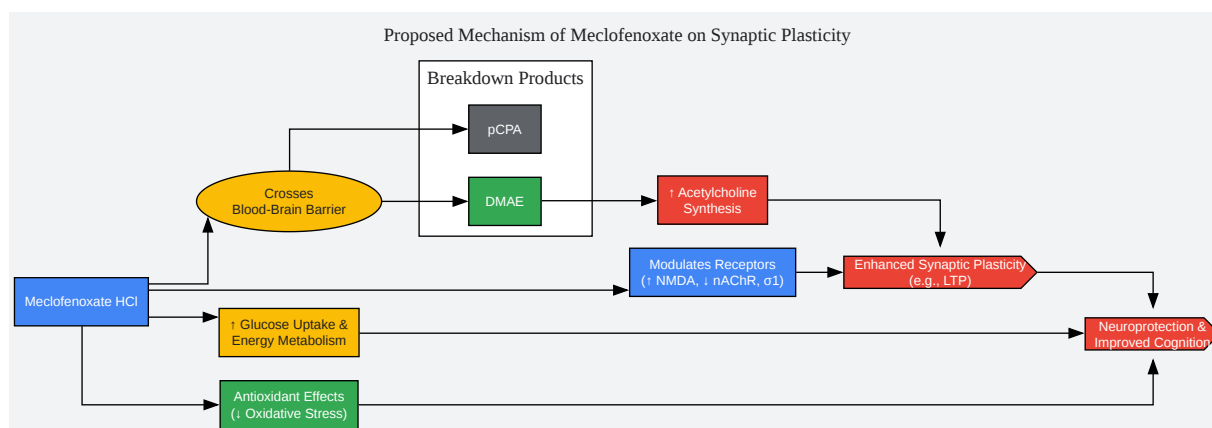 Proposed Mechanism of Meclofenoxate on Synaptic Plasticity
Breakdown Products
pCPA
Crosses
Blood-Brain Barrier
DMAE
↑ Acetylcholine
Synthesis
Modulates Receptors
(↑ NMDA, ↓ nAChR, σ1)
Enhanced Synaptic Plasticity
(e.g., LTP)
Meclofenoxate HCl
↑ Glucose Uptake &
Energy Metabolism
Neuroprotection &
Improved Cognition
Antioxidant Effects
(↓ Oxidative Stress)